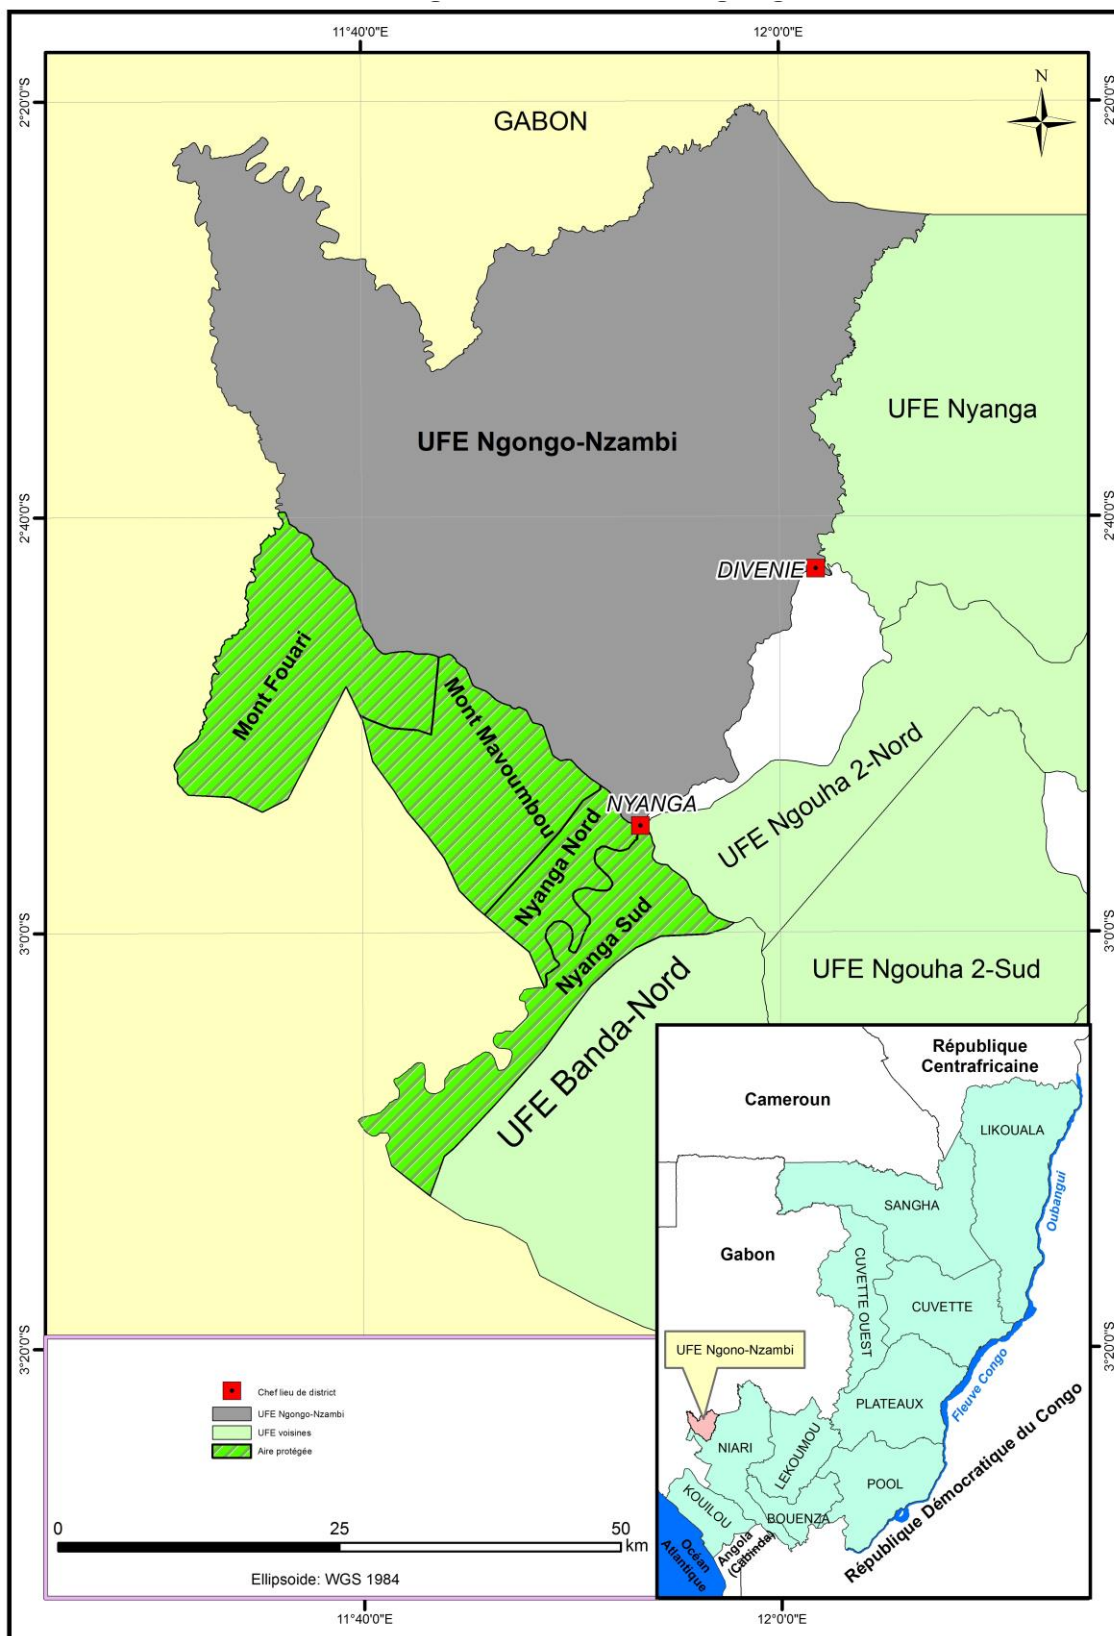 11°40'0"E
12°0'0"E
2°20'0"S
2°20'0"S
N
GABON
UFE Nyanga
UFE Ngongo-Nzambi
2°40'0"S
2°40'0"S
DIVENIE
Mont Fouari
Mont Mavoumbou
NYANGA
Nyanga Nord
UFE Ngouha 2-Nord
Nyanga Sud
3°0'0"S
3°0'0"S
UFE Ngouha 2-Sud
UFE Banda-Nord
République
Centrafricaine
Cameroun
LIKOUALA
Oubangui
SANGHA
Gabon
CUVETTE OUEST
CUVETTE
3°20'0"S
3°20'0"S
UFE Ngono-Nzambi
Fleuve Congo
PLATEAUX
NIARI
LEKOUMOU
POOL
KOUILOU
BOUENZA
République Démocratique du Congo
Angola
(Cabinda)
Océan
Atlantique
Chef lieu de district
UFE Ngongo-Nzambi
UFE voisines
Aire protégée
0
25
50
km
Ellipsoide: WGS 1984
11°40'0"E
12°0'0"E